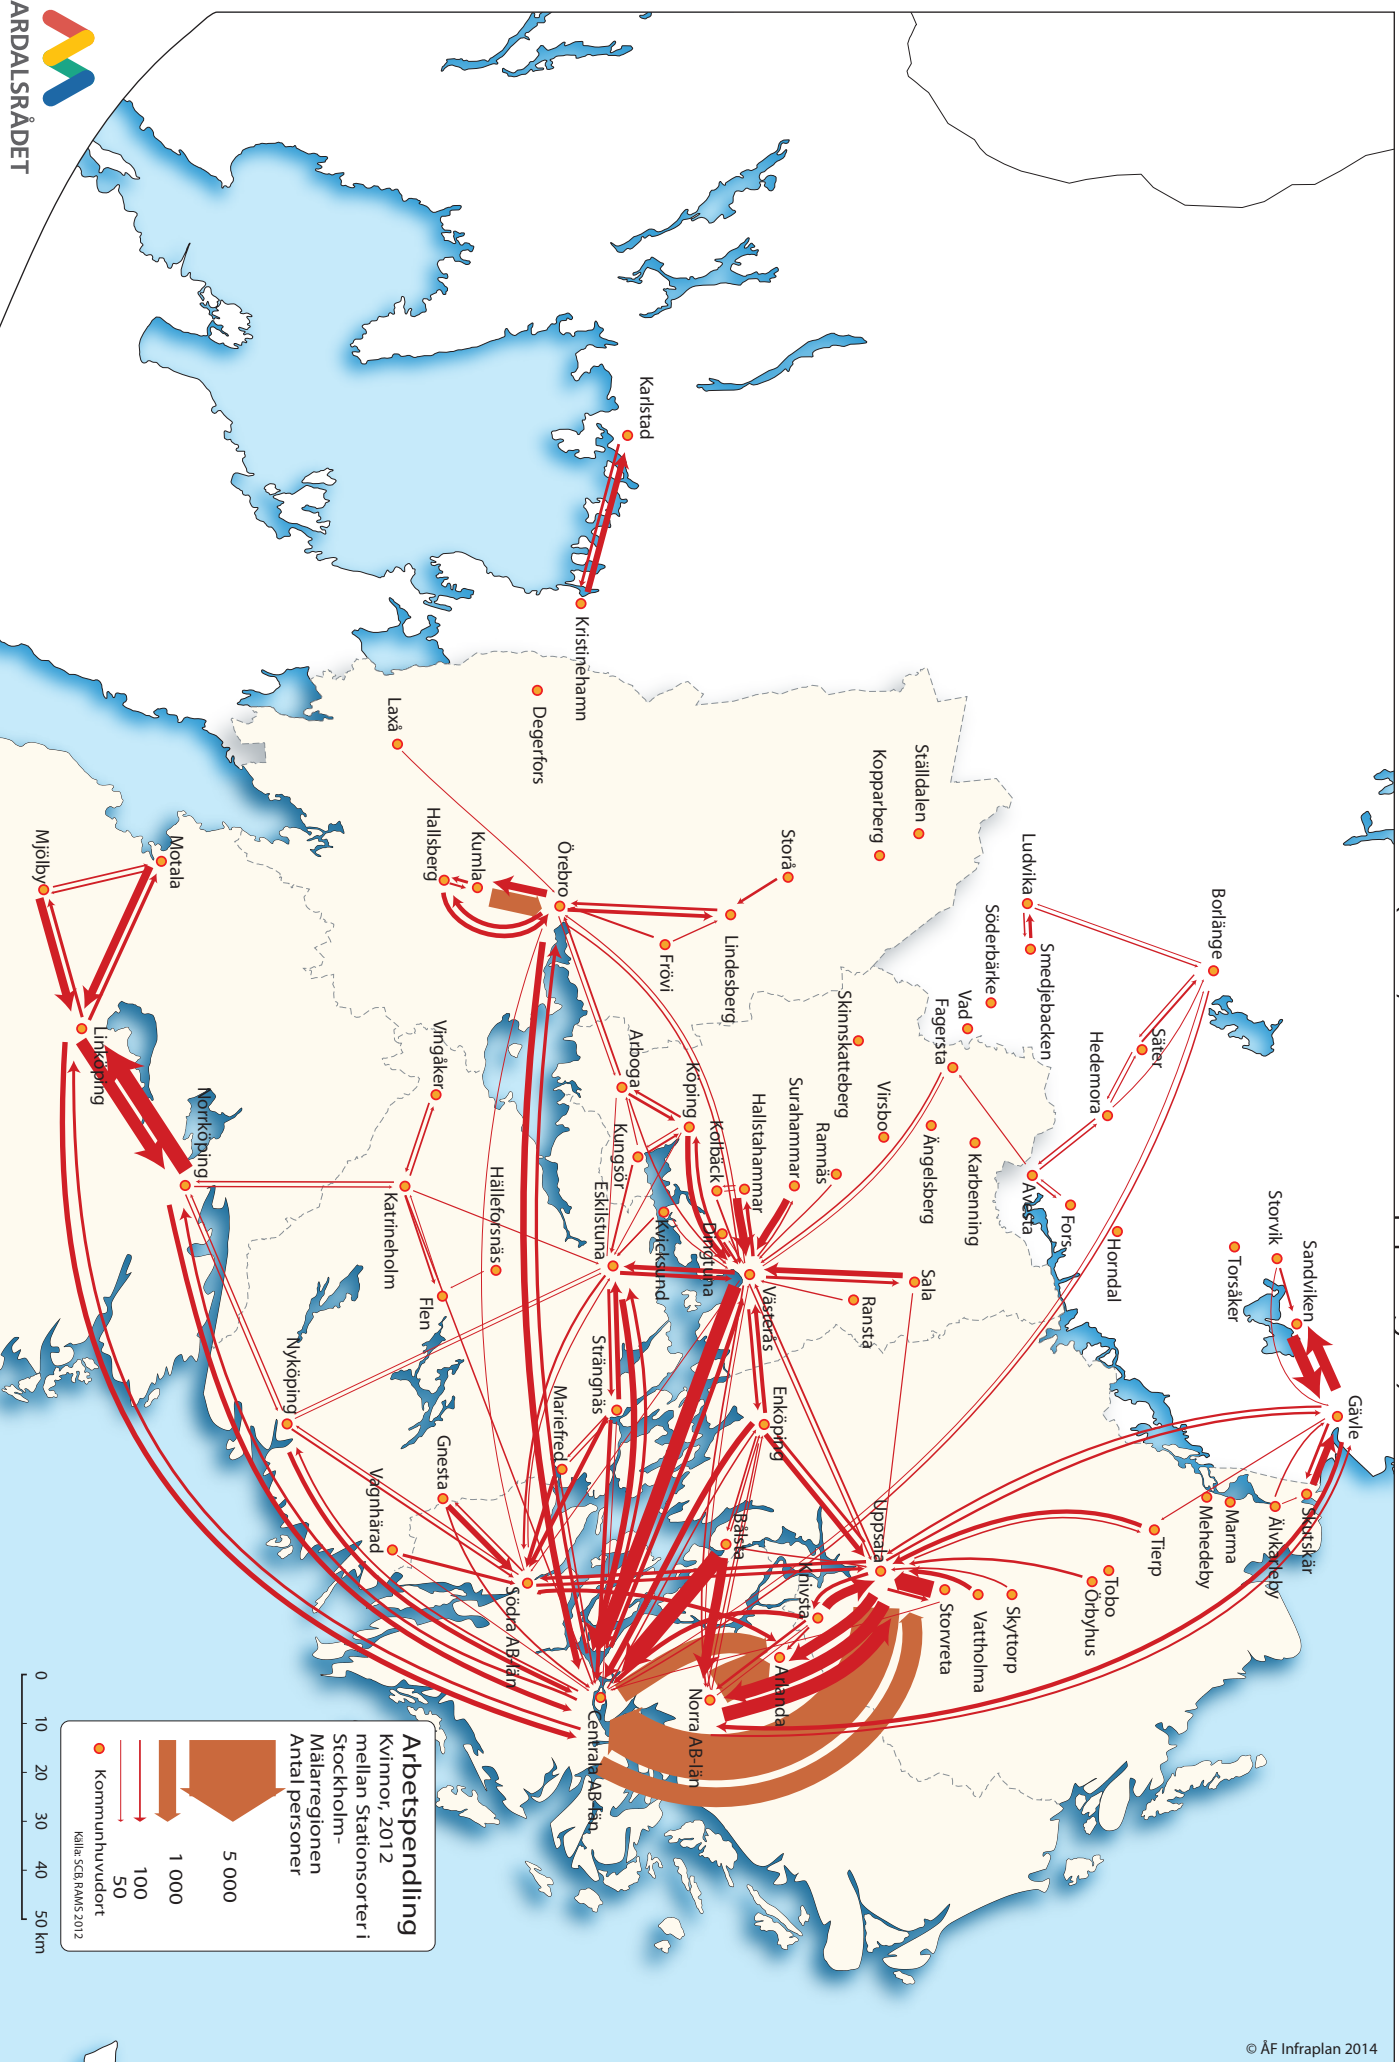 ARDALSRÅDET
Karlstad
Kristinehamn
Degerfors
Laxå
Ställdalen
Kopparberg
Storå
Hallsberg
Kumla
Örebro
Lindesberg
Frövi
Mjölby
Motala
Linköping
Norrköping
Vingåker
Katrineholm
Flen
Hälleforsnäs
Borlänge
Ludvika
Smedjebacken
Söderbärke
Säter
Hedemora
Vad
Fagersta
Avesta
Fors
Horndal
Skinnskatteberg
Virsbo
Ängelsberg
Karbenning
Arboga
Köping
Kungsör
Kolbäck
Hallstahammar
Surahammar
Ramnäs
Eskilstuna
Kvicksund
Dingtuna
Västerås
Ransta
Sala
Storvik
Sandviken
Torsåker
Gävle
Skutskär
Älvkarleby
Marma
Mehedeby
Tierp
Tobo
Örbyhus
Skyttorp
Vattholma
Storvreta
Uppsala
Knivsta
Arlanda
Norra AB-län
Centrala AB-län
Södra AB-län
Bålsta
Enköping
Strängnäs
Mariefred
Gnesta
Vagnhärad
Nyköping
Arbetspendling
Kvinnor, 2012
mellan Stationsorter i
Stockholm-
Mälarregionen
Antal personer
5 000
1 000
100
50
Kommunhuvudort
Källa: SCB, RAMS 2012
0 10 20 30 40 50 km
© ÅF Infraplan 2014